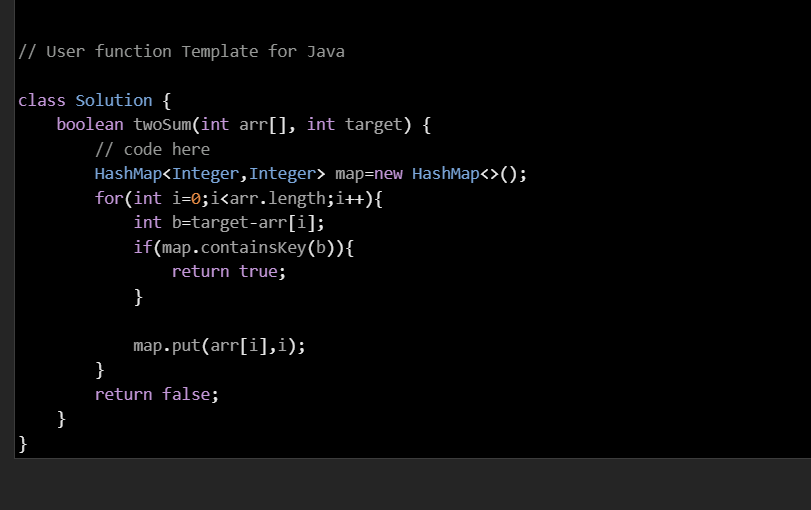 // User function Template for Java
class Solution {
    boolean twoSum(int arr[], int target) {
        // code here
        HashMap<Integer,Integer> map=new HashMap<>();
        for(int i=0;i<arr.length;i++){
            int b=target-arr[i];
            if(map.containsKey(b)){
                return true;
            }
            map.put(arr[i],i);
        }
        return false;
    }
}